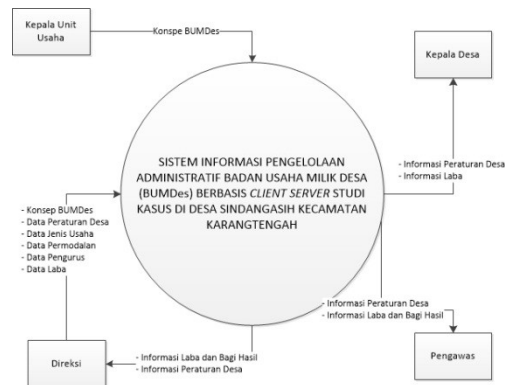 Kepala Unit
Usaha
Konspe BUMDes
Kepala Desa
SISTEM INFORMASI PENGELOLAAN
ADMINISTRATIF BADAN USAHA MILIK DESA
(BUMDes) BERBASIS CLIENT SERVER STUDI
KASUS DI DESA SINDANGASIH KECAMATAN
KARANGTENGAH
- Informasi Peraturan Desa
- Informasi Laba
- Konsep BUMDes
- Data Peraturan Desa
- Data Jenis Usaha
- Data Permodalan
- Data Pengurus
- Data Laba
- Informasi Peraturan Desa
- Informasi Laba dan Bagi Hasil
Direksi
- Informasi Laba dan Bagi Hasil
- Informasi Peraturan Desa
Pengawas